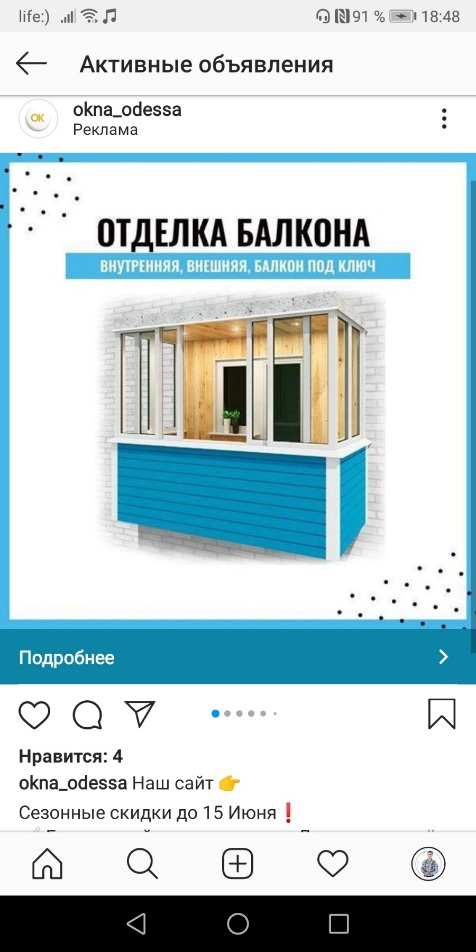 life:) 91 % 18:48
Активные объявления
OK
okna_odessa
Реклама
ОТДЕЛКА БАЛКОНА
ВНУТРЕННЯЯ, ВНЕШНЯЯ, БАЛКОН ПОД КЛЮЧ
Подробнее
Нравится: 4
okna_odessa Наш сайт 👉
Сезонные скидки до 15 Июня❗